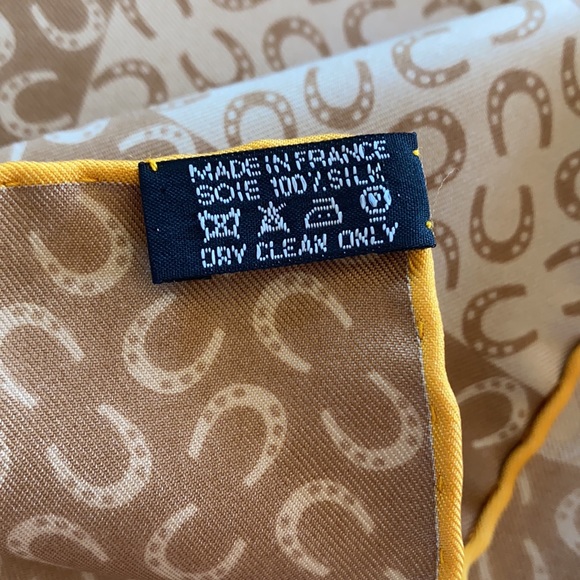 MADE IN FRANCE
SOIE 100% SILK
DRY CLEAN ONLY